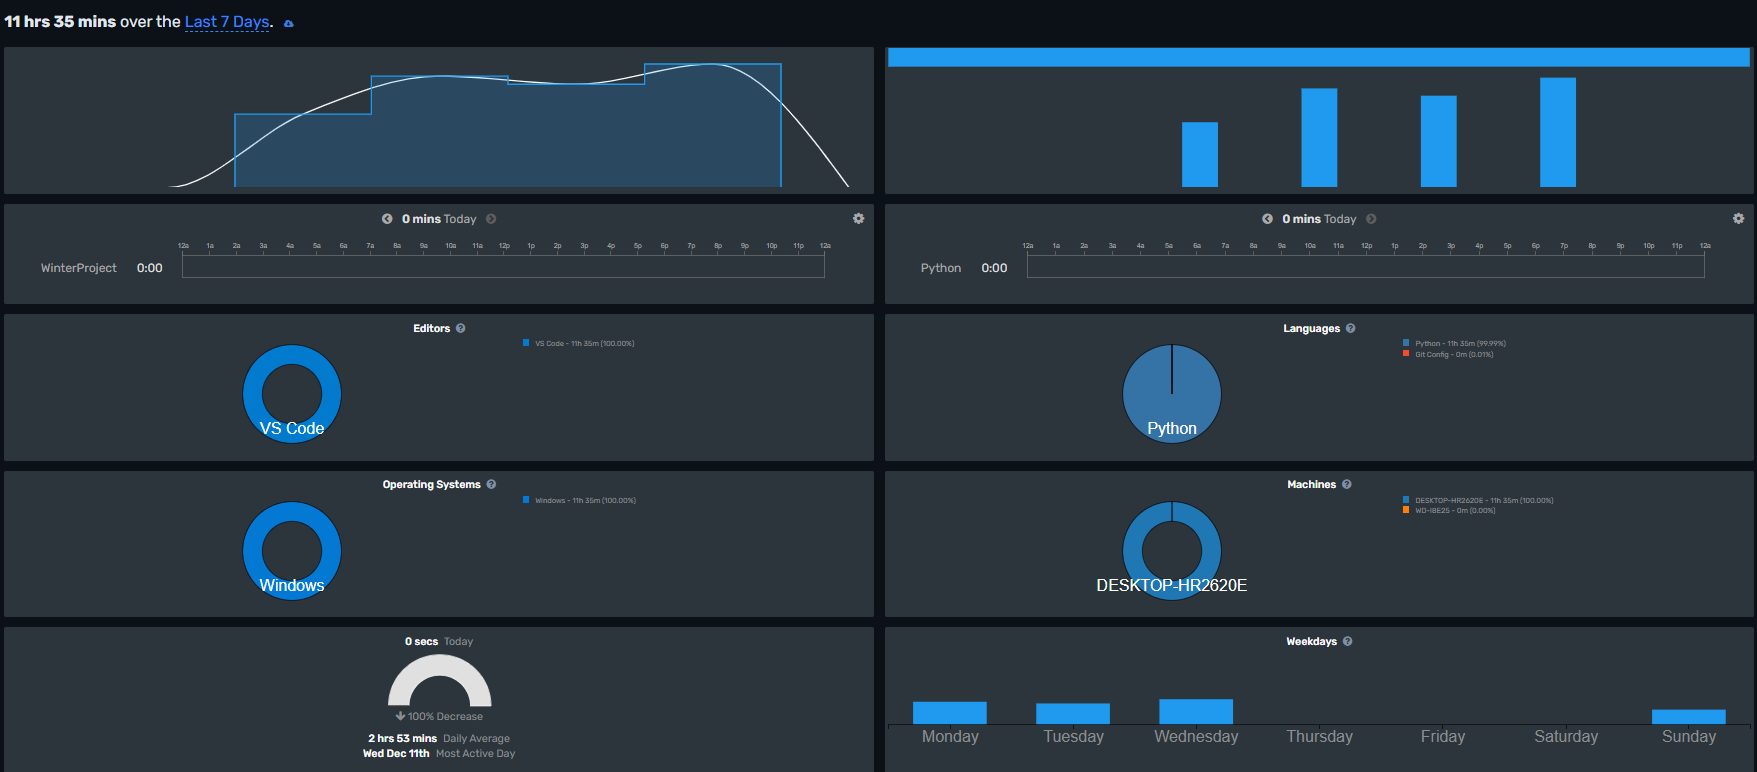 11 hrs 35 mins over the Last 7 Days.
0 mins Today
12a 1a 2a 3a 4a 5a 6a 7a 8a 9a 10a 11a 12p 1p 2p 3p 4p 5p 6p 7p 8p 9p 10p 11p 12a
WinterProject 0:00
0 mins Today
12a 1a 2a 3a 4a 5a 6a 7a 8a 9a 10a 11a 12p 1p 2p 3p 4p 5p 6p 7p 8p 9p 10p 11p 12a
Python 0:00
Editors
VS Code - 11h 35m (100.00%)
VS Code
Languages
Python - 11h 35m (99.99%)
Git Config - 0m (0.01%)
Python
Operating Systems
Windows - 11h 35m (100.00%)
Windows
Machines
DESKTOP-HR2620E - 11h 35m (100.00%)
WD-I8E25 - 0m (0.00%)
DESKTOP-HR2620E
0 secs Today
100% Decrease
2 hrs 53 mins Daily Average
Wed Dec 11th Most Active Day
Weekdays
Monday Tuesday Wednesday Thursday Friday Saturday Sunday